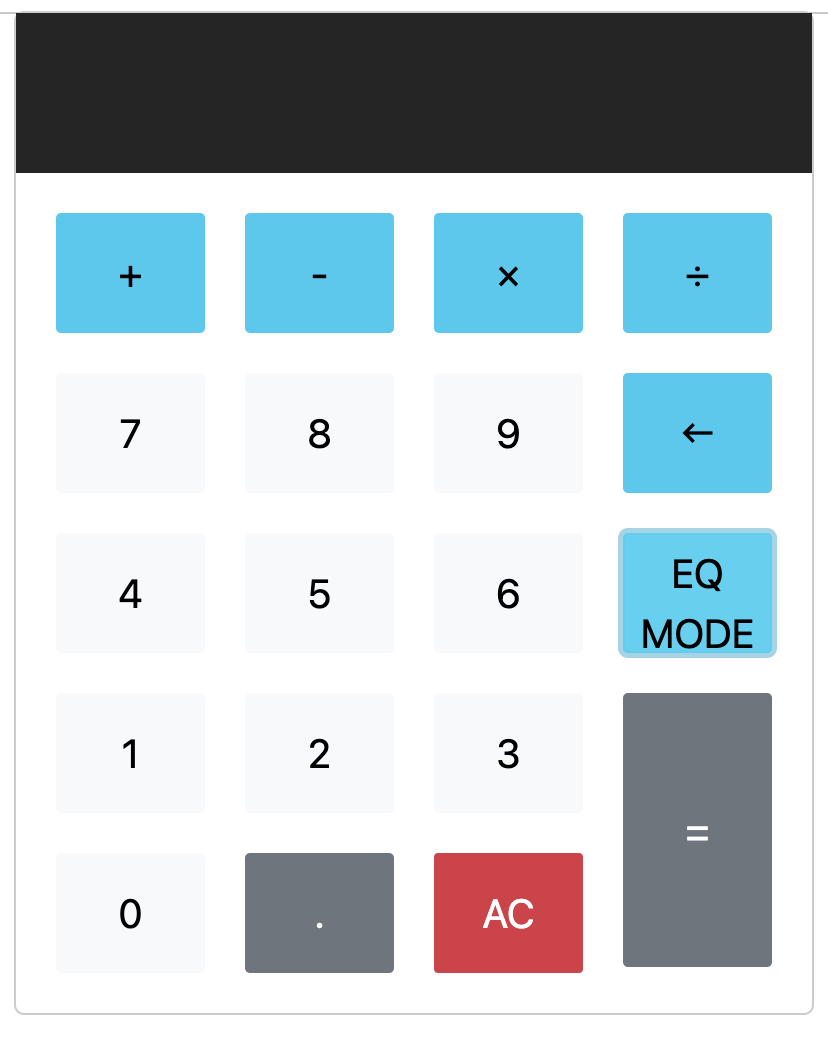 + - × ÷
7 8 9 ←
4 5 6 EQ
MODE
1 2 3
=
0 . AC